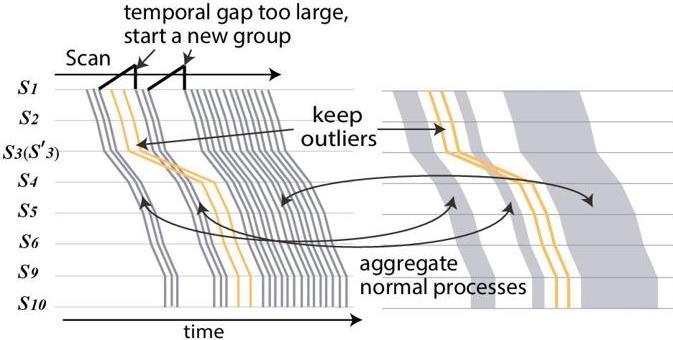 temporal gap too large,
start a new group
Scan
S1
S2
S3(S'3)
S4
S5
S6
S9
S10
keep
outliers
aggregate
normal processes
time